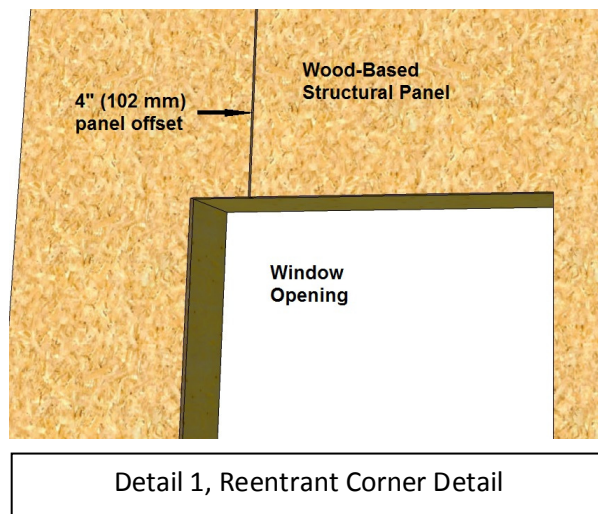 Wood-Based
Structural Panel
4" (102 mm)
panel offset
Window
Opening
Detail 1, Reentrant Corner Detail